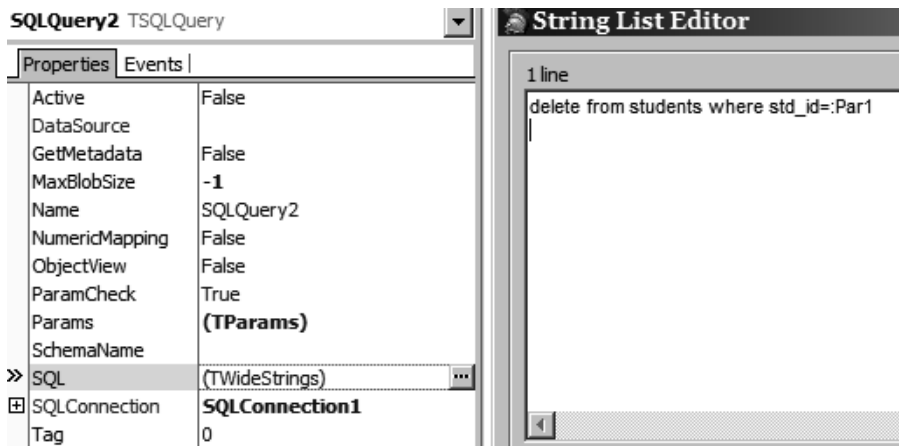 SQLQuery2 TSQLQuery
Properties Events
Active False
DataSource
GetMetadata False
MaxBlobSize -1
Name SQLQuery2
NumericMapping False
ObjectView False
ParamCheck True
Params (TParams)
SchemaName
SQL (TWideStrings) ...
SQLConnection SQLConnection1
Tag 0
String List Editor
1 line
delete from students where std_id=:Par1